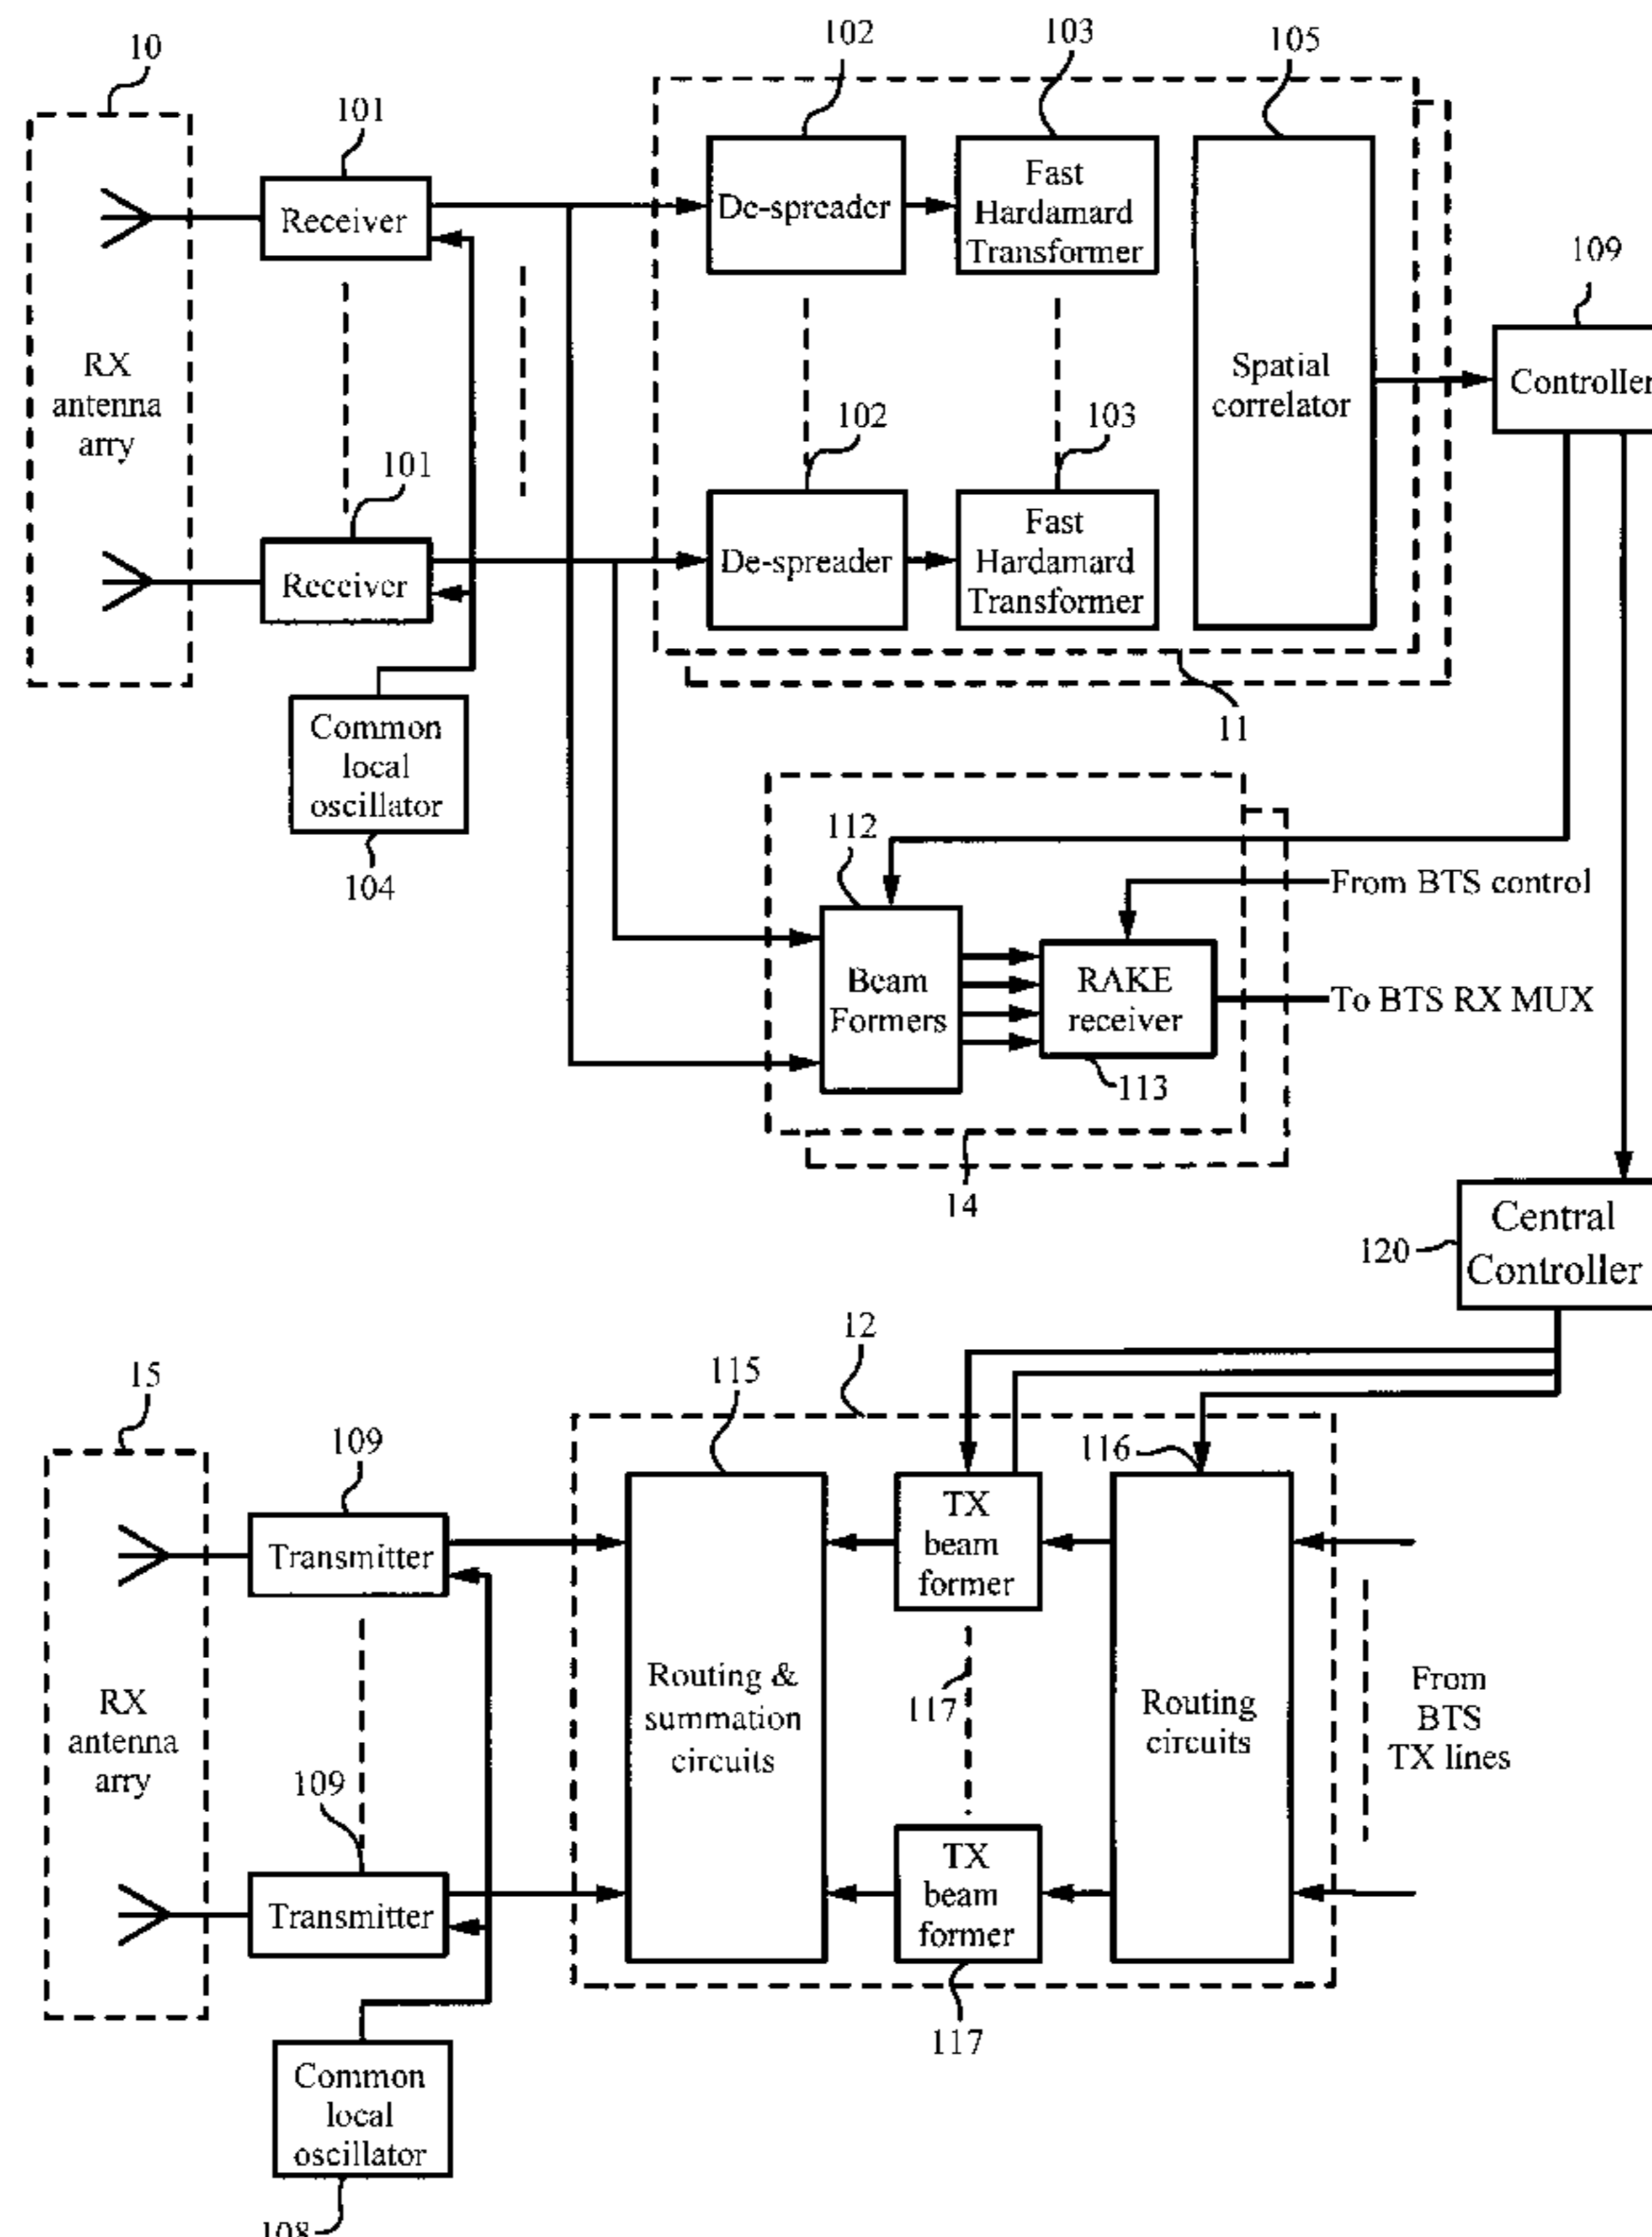 10
101
102
103
105
Receiver
De-spreader
Fast
Hardamard
Transformer
109
RX
antenna
arry
Spatial
correlator
Controller
101
102
103
Receiver
De-spreader
Fast
Hardamard
Transformer
Common
local
oscillator
104
11
112
From BTS control
Beam
Formers
RAKE
receiver
To BTS RX MUX
113
14
120
Central
Controller
12
15
109
115
116
Transmitter
TX
beam
former
RX
antenna
arry
109
Routing &
summation
circuits
117
Routing
circuits
From
BTS
TX lines
Transmitter
TX
beam
former
117
Common
local
oscillator
108